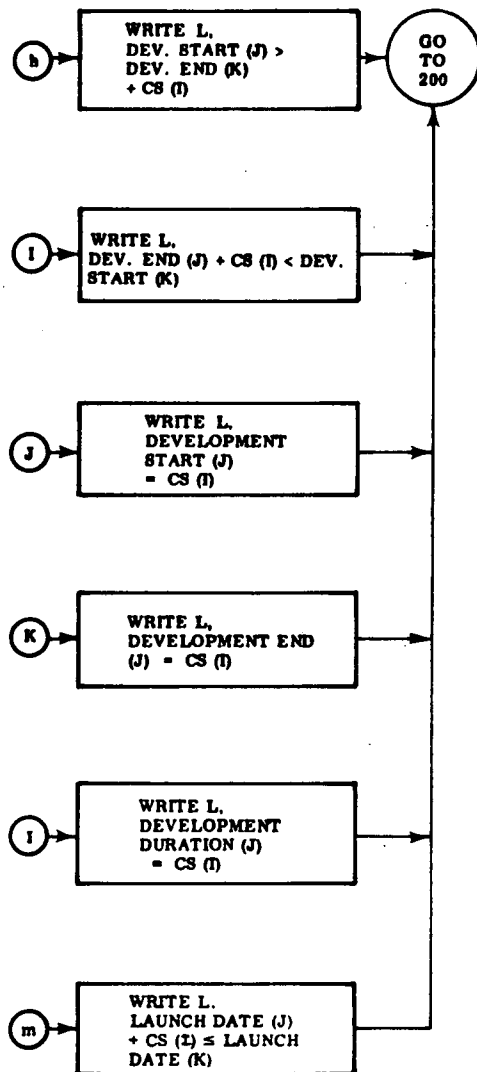 h
WRITE L,
DEV. START (J) >
DEV. END (K)
+ CS (I)
GO
TO
200
I
WRITE L,
DEV. END (J) + CS (I) < DEV.
START (K)
J
WRITE L,
DEVELOPMENT
START (J)
= CS (I)
K
WRITE L,
DEVELOPMENT END
(J) = CS (I)
I
WRITE L,
DEVELOPMENT
DURATION (J)
= CS (I)
m
WRITE L.
LAUNCH DATE (J)
+ CS (I) ≤ LAUNCH
DATE (K)